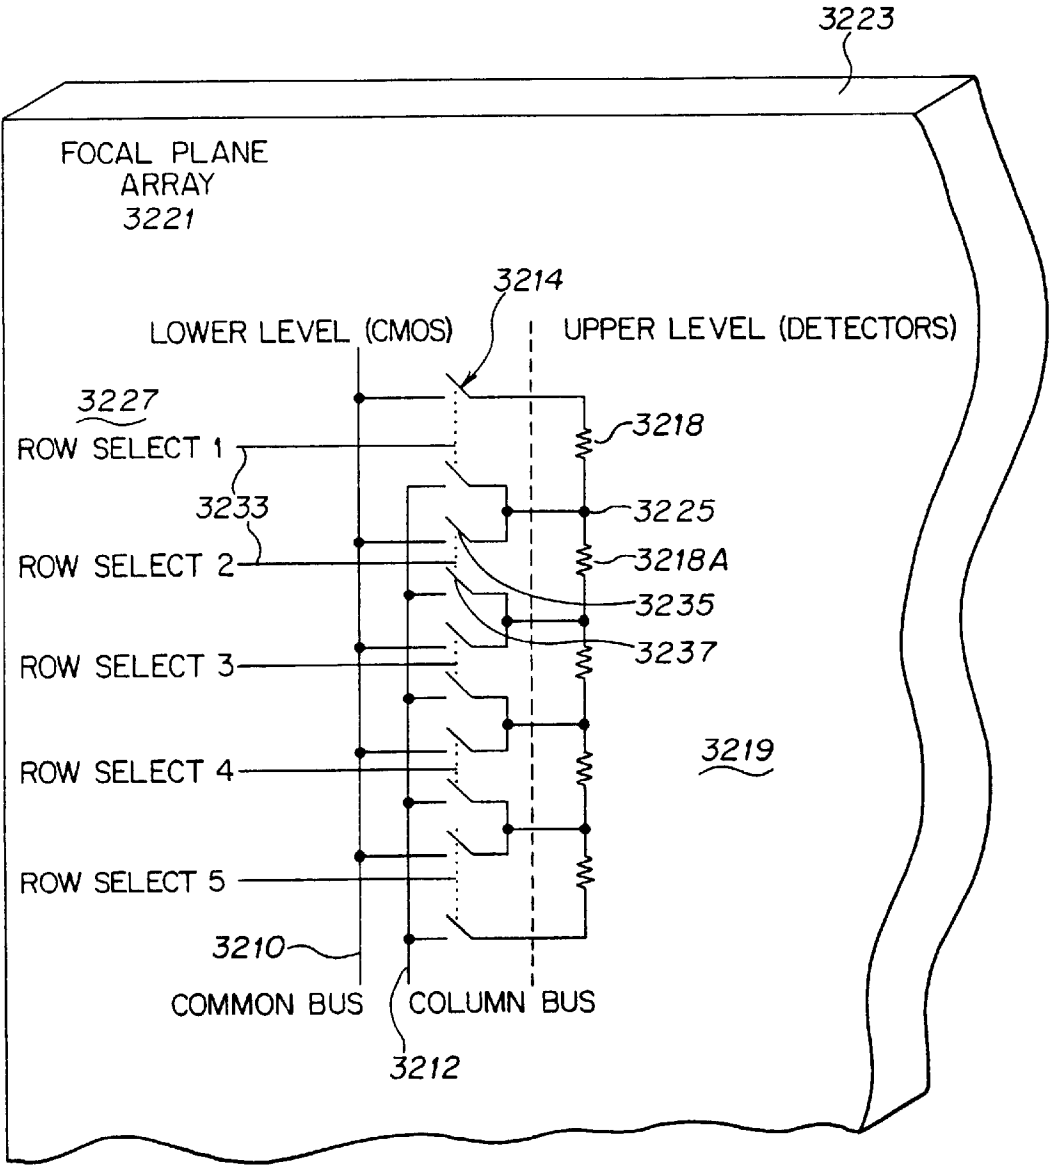 3223
FOCAL PLANE
ARRAY
3221
3214
LOWER LEVEL (CMOS)
UPPER LEVEL (DETECTORS)
3227
ROW SELECT 1
3218
3233
3225
ROW SELECT 2
3218A
3235
3237
ROW SELECT 3
3219
ROW SELECT 4
ROW SELECT 5
3210
COMMON BUS
COLUMN BUS
3212